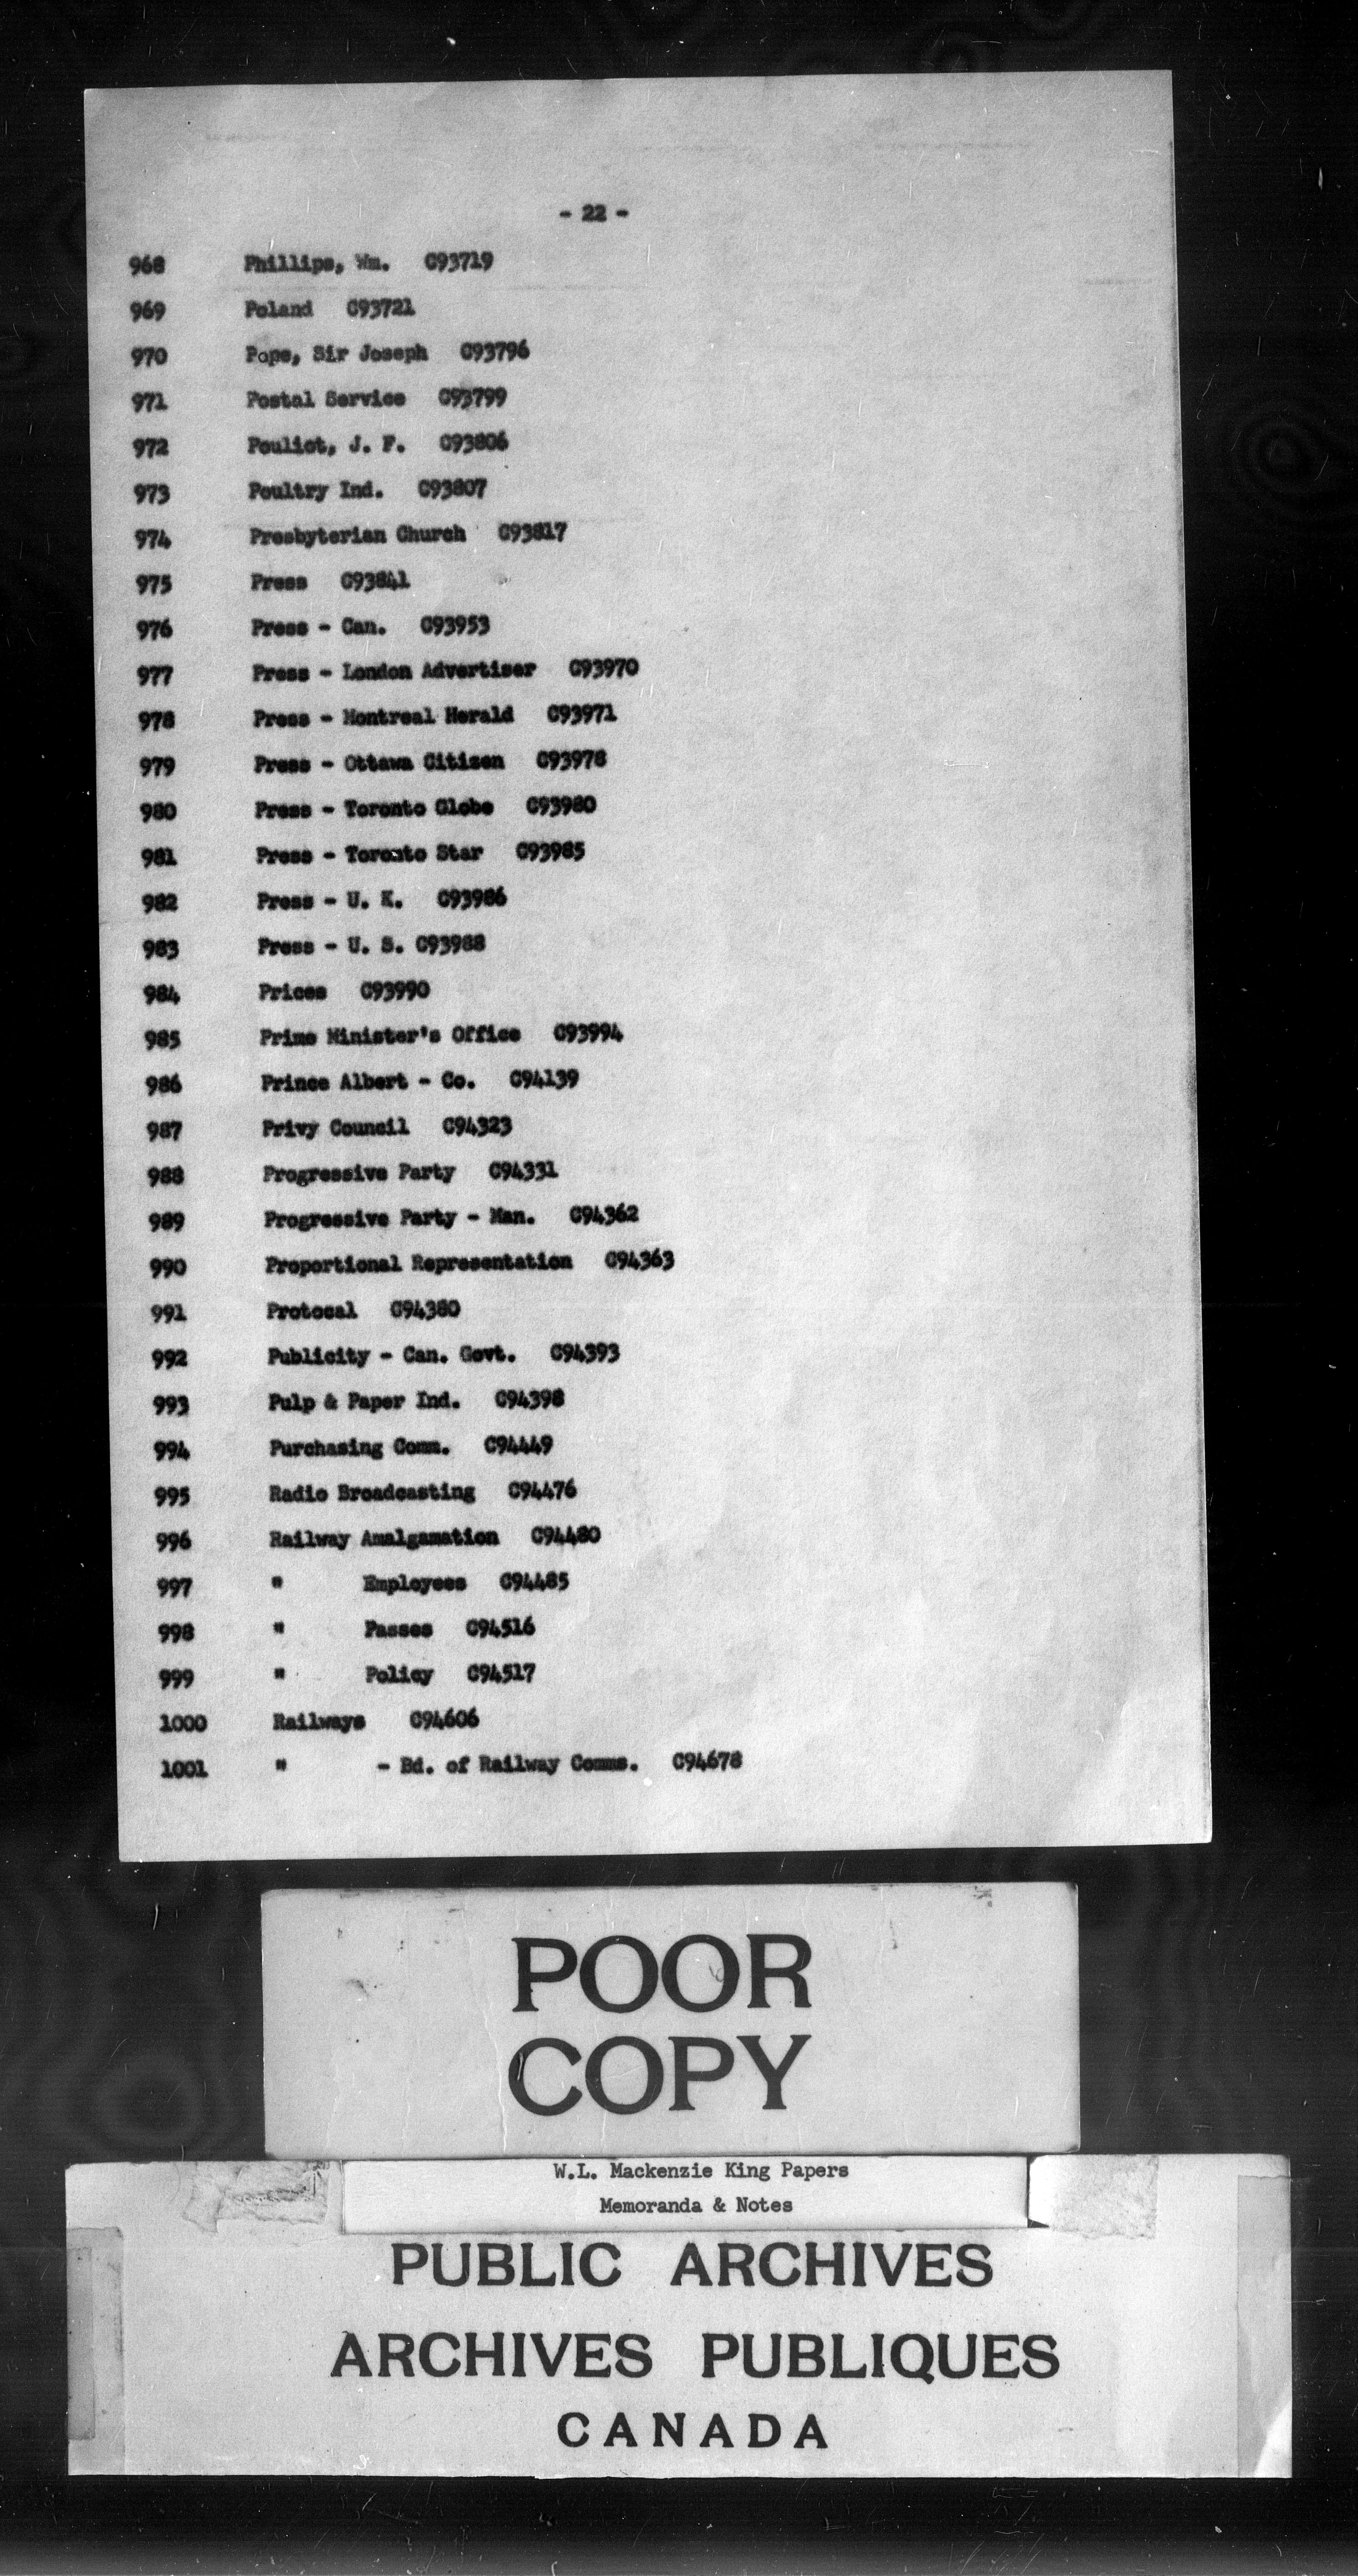 - 22 -
968 Phillips, Wm. C93719
969 Poland C93721
970 Pope, Sir Joseph C93796
971 Postal Service C93799
972 Pouliot, J. F. C93806
973 Poultry Ind. C93807
974 Presbyterian Church C93817
975 Press C93841
976 Press - Can. C93953
977 Press - London Advertiser C93970
978 Press - Montreal Herald C93971
979 Press - Ottawa Citizen C93978
980 Press - Toronto Globe C93980
981 Press - Toronto Star C93985
982 Press - U. K. C93986
983 Press - U. S. C93988
984 Prices C93990
985 Prime Minister's Office C93994
986 Prince Albert - Co. C94139
987 Privy Council C94323
988 Progressive Party C94331
989 Progressive Party - Man. C94362
990 Proportional Representation C94363
991 Protocal C94380
992 Publicity - Can. Govt. C94393
993 Pulp & Paper Ind. C94398
994 Purchasing Comm. C94449
995 Radio Broadcasting C94476
996 Railway Amalgamation C94480
997 " Employees C94485
998 " Passes C94516
999 " Policy C94517
1000 Railways C94606
1001 " - Bd. of Railway Comms. C94678
POOR
COPY
W.L. Mackenzie King Papers
Memoranda & Notes
PUBLIC ARCHIVES
ARCHIVES PUBLIQUES
CANADA